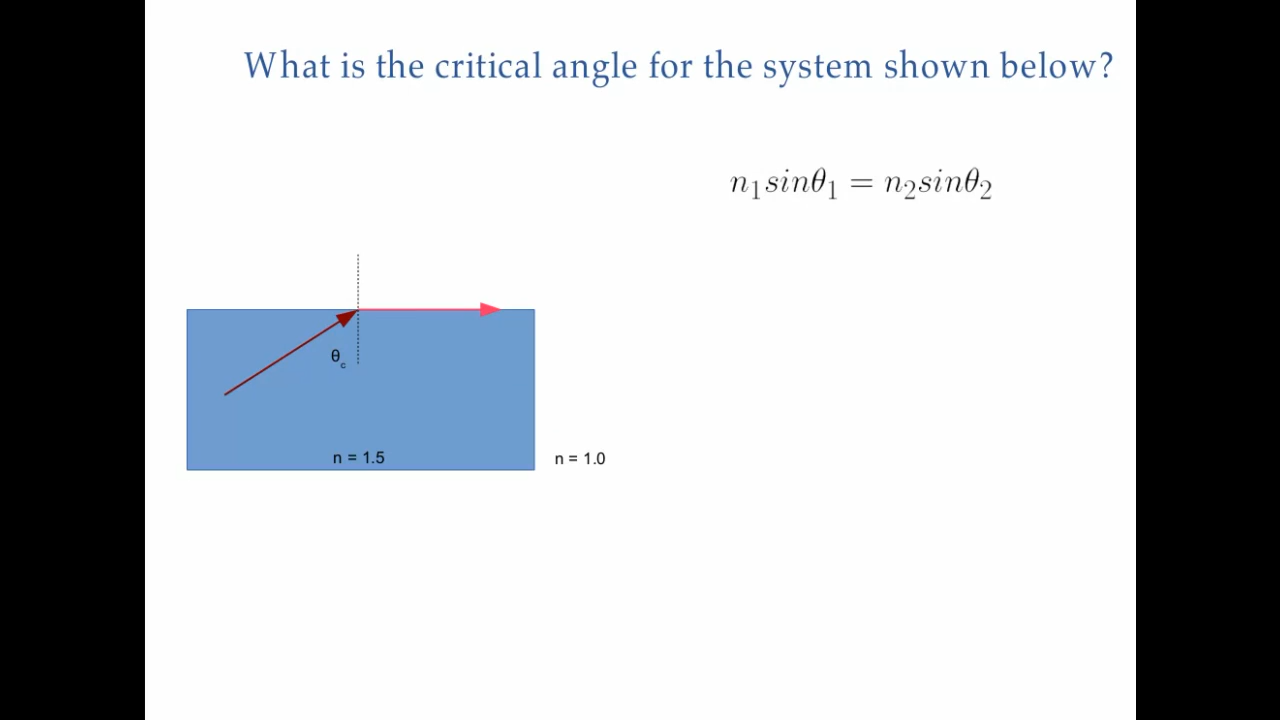 What is the critical angle for the system shown below?
n₁sinθ₁ = n₂sinθ₂
θc
n = 1.5
n = 1.0